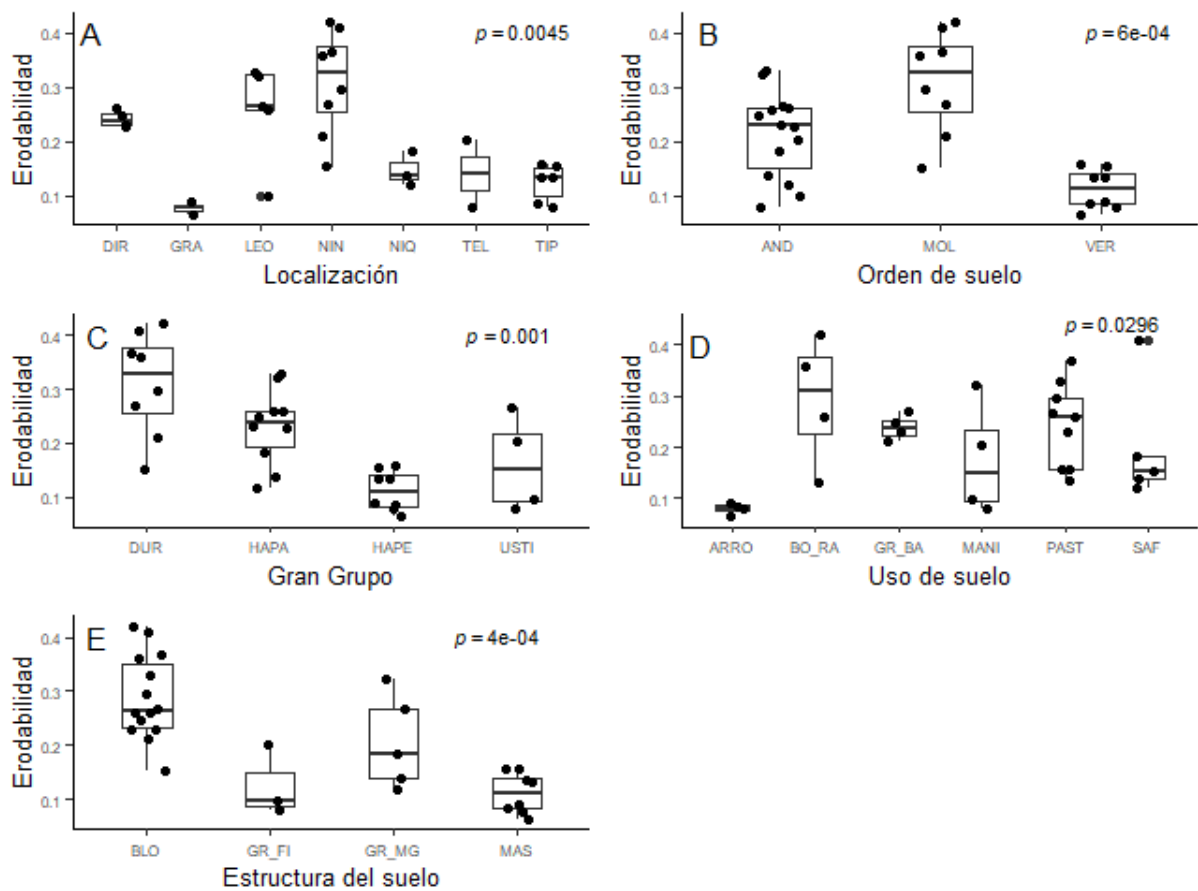 A
p = 0.0045
Erodabilidad
0.4
0.3
0.2
0.1
DIR GRA LEO NIN NIQ TEL TIP
Localización
B
p = 6e-04
Erodabilidad
0.4
0.3
0.2
0.1
AND MOL VER
Orden de suelo
C
p = 0.001
Erodabilidad
0.4
0.3
0.2
0.1
DUR HAPA HAPE USTI
Gran Grupo
D
p = 0.0296
Erodabilidad
0.4
0.3
0.2
0.1
ARRO BO_RA GR_BA MANI PAST SAF
Uso de suelo
E
p = 4e-04
Erodabilidad
0.4
0.3
0.2
0.1
BLO GR_FI GR_MG MAS
Estructura del suelo